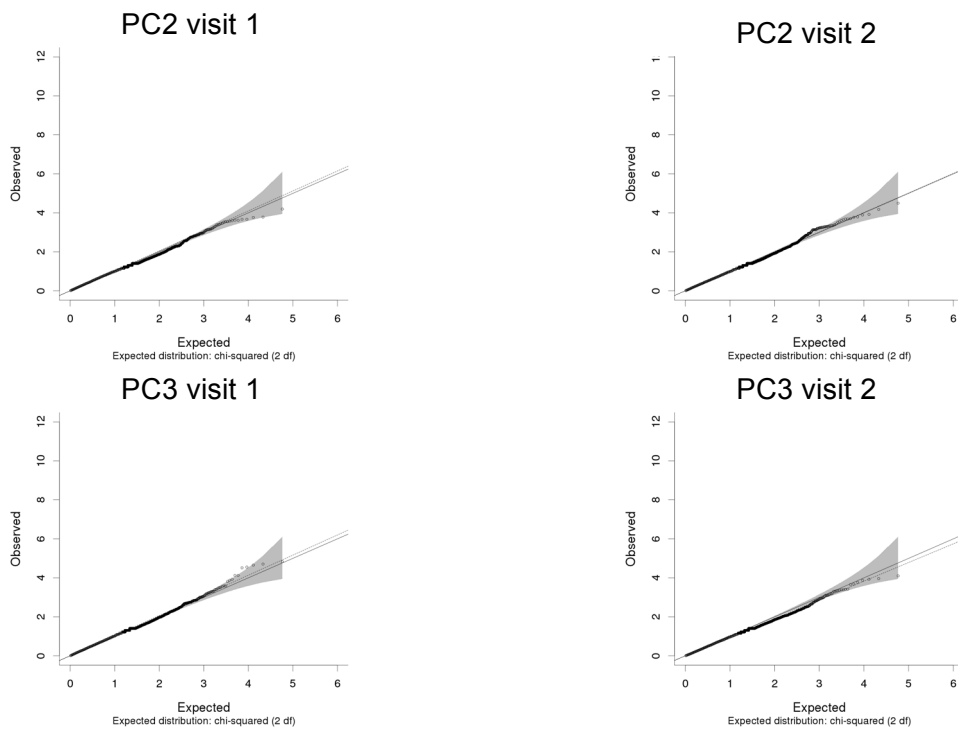 PC2 visit 1
12
10
8
6
4
2
0
Observed
0 1 2 3 4 5 6
Expected
Expected distribution: chi-squared (2 df)
PC2 visit 2
1
10
8
6
4
2
0
Observed
0 1 2 3 4 5 6
Expected
Expected distribution: chi-squared (2 df)
PC3 visit 1
12
10
8
6
4
2
0
Observed
0 1 2 3 4 5 6
Expected
Expected distribution: chi-squared (2 df)
PC3 visit 2
12
10
8
6
4
2
0
Observed
0 1 2 3 4 5 6
Expected
Expected distribution: chi-squared (2 df)